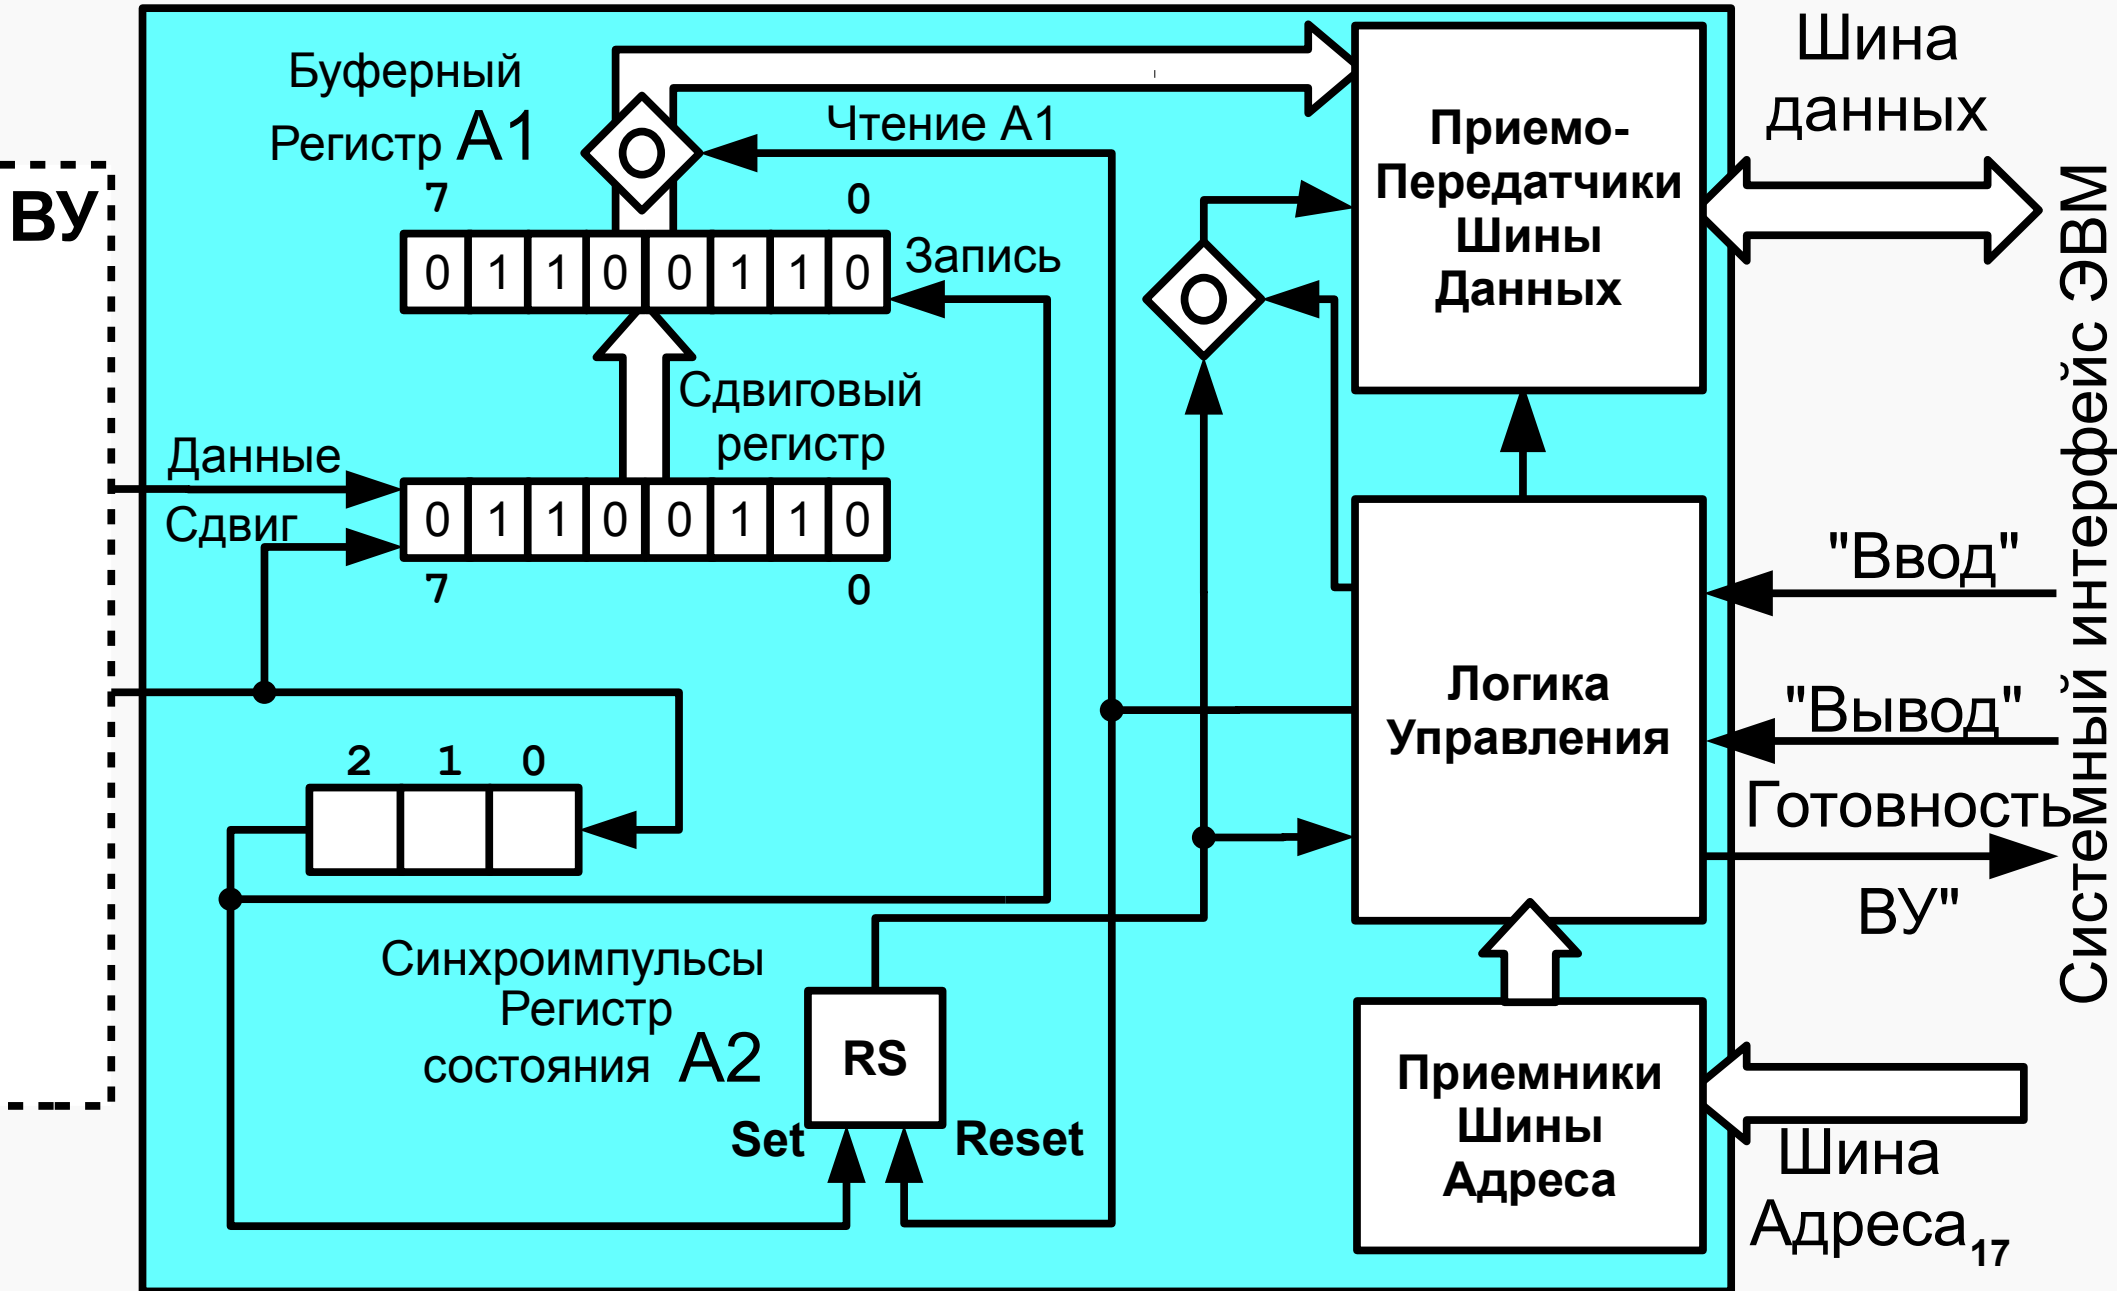 Буферный
Регистр А1
7 0
0 1 1 0 0 1 1 0
Чтение А1
Запись
ВУ
Сдвиговый
регистр
Данные
Сдвиг
0 1 1 0 0 1 1 0
7 0
2 1 0
Синхроимпульсы
Регистр
состояния А2
RS
Set
Reset
Приемо-
Передатчики
Шины
Данных
Логика
Управления
Приемники
Шины
Адреса
Шина
данных
"Ввод"
"Вывод"
Готовность
ВУ"
Шина
Адреса17
Системный интерфейс ЭВМ